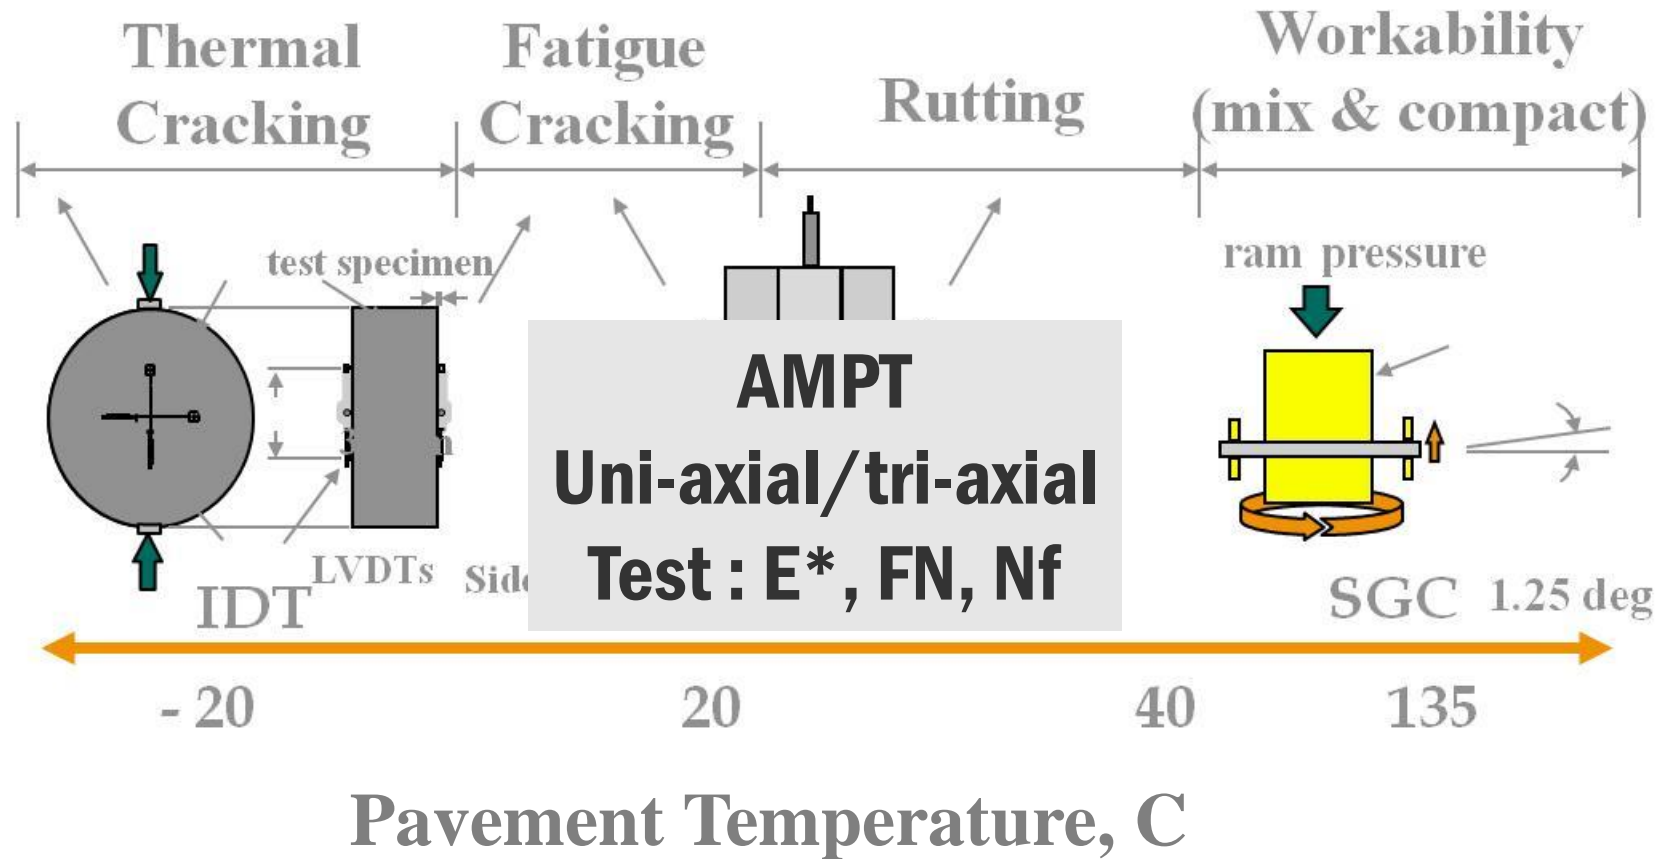 Thermal
Cracking
Fatigue
Cracking
Rutting
Workability
(mix & compact)
test specimen
ram pressure
AMPT
Uni-axial/tri-axial
Test : E*, FN, Nf
LVDTs
IDT
SGC
1.25 deg
- 20
20
40
135
Pavement Temperature, C